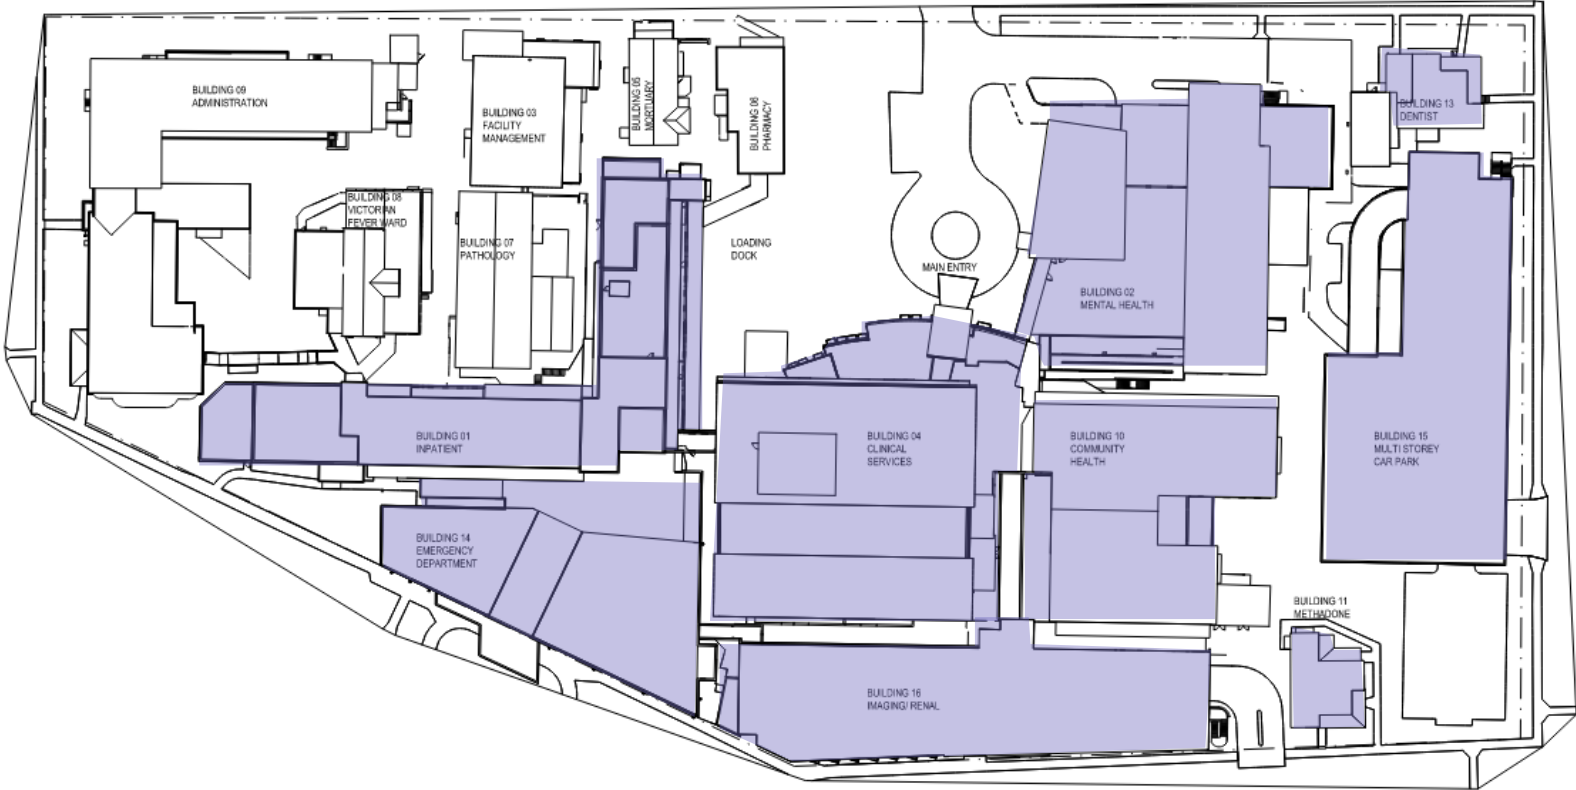 BUILDING 09
ADMINISTRATION
BUILDING 03
FACILITY
MANAGEMENT
BUILDING 05
MORTUARY
BUILDING 06
PHARMACY
BUILDING 13
DENTIST
BUILDING 08
VICTORIAN
FEVER WARD
BUILDING 07
PATHOLOGY
LOADING
DOCK
MAIN ENTRY
BUILDING 02
MENTAL HEALTH
BUILDING 01
INPATIENT
BUILDING 04
CLINICAL
SERVICES
BUILDING 10
COMMUNITY
HEALTH
BUILDING 15
MULTI STOREY
CAR PARK
BUILDING 14
EMERGENCY
DEPARTMENT
BUILDING 11
METHADONE
BUILDING 16
IMAGING/ RENAL